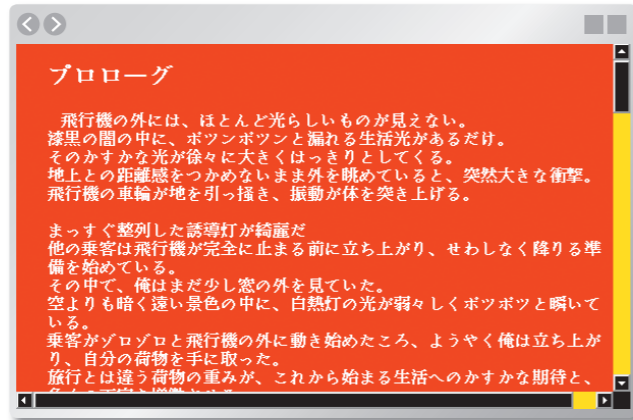 プロローグ
飛行機の外には、ほとんど光らしいものが見えない。
漆黒の闇の中に、ポツンポツンと漏れる生活光があるだけ。
そのかすかな光が徐々に大きくはっきりとしてくる。
地上との距離感をつかめないまま外を眺めていると、突然大きな衝撃。
飛行機の車輪が地を引っ掻き、振動が体を突き上げる。
まっすぐ整列した誘導灯が綺麗だ
他の乗客は飛行機が完全に止まる前に立ち上がり、せわしなく降りる準
備を始めている。
その中で、俺はまだ少し窓の外を見ていた。
空よりも暗く遠い景色の中に、白熱灯の光が弱々しくポツポツと瞬いて
いる。
乗客がゾロゾロと飛行機の外に動き始めたころ、ようやく俺は立ち上が
り、自分の荷物を手に取った。
旅行とは違う荷物の重みが、これから始まる生活へのかすかな期待と、